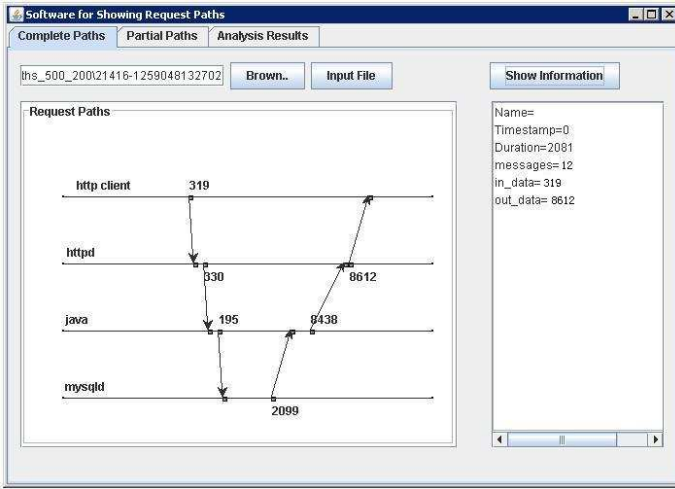 Software for Showing Request Paths
Complete Paths Partial Paths Analysis Results
ths_500_200\21416-1259048132702 Brown.. Input File Show Information
Request Paths
http client 319
httpd
330 8612
java 195 8438
mysqld
2099
Name=
Timestamp=0
Duration=2081
messages=12
in_data= 319
out_data= 8612